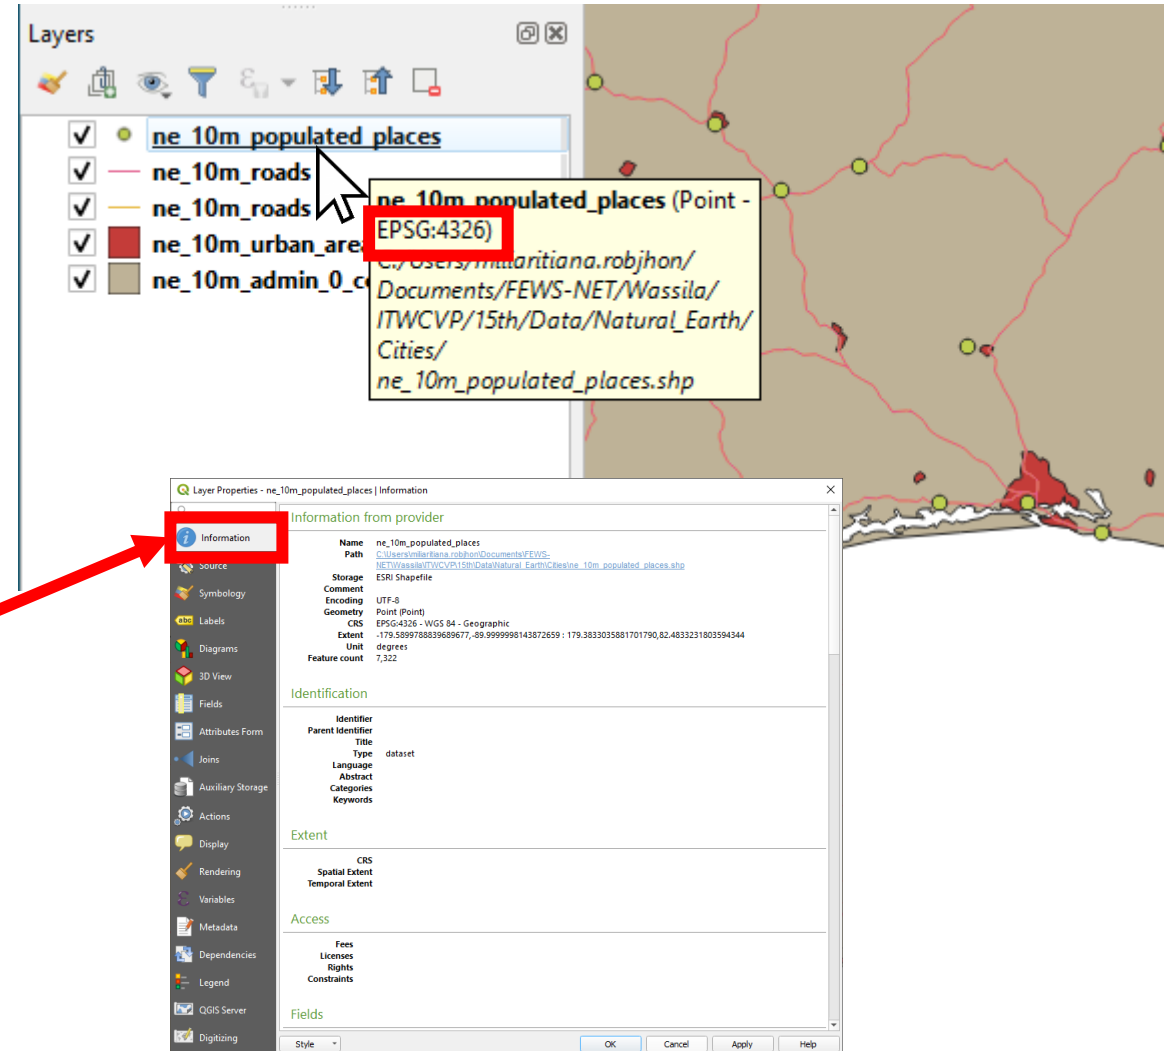 Layers
ne_10m_populated_places
ne_10m_roads
ne_10m_roads
ne_10m_urban_area
ne_10m_admin_0_co
ne_10m_populated_places (Point -
EPSG:4326)
C:/Users/miliaritiana.robjhon/
Documents/FEWS-NET/Wassila/
ITWCVP/15th/Data/Natural_Earth/
Cities/
ne_10m_populated_places.shp
Layer Properties - ne_10m_populated_places | Information
Information
Source
Symbology
abc Labels
Diagrams
3D View
Fields
Attributes Form
Joins
Auxiliary Storage
Actions
Display
Rendering
Variables
Metadata
Dependencies
Legend
QGIS Server
Digitizing
Information from provider
Name ne_10m_populated_places
Path C:\Users\miliaritiana.robjhon\Documents\FEWS-
NET\Wassila\ITWCVP\15th\Data\Natural_Earth\Cities\ne_10m_populated_places.shp
Storage ESRI Shapefile
Comment
Encoding UTF-8
Geometry Point (Point)
CRS EPSG:4326 - WGS 84 - Geographic
Extent -179.5899788839689677,-89.9999998143872659 : 179.3833035881701790,82.4833231803594344
Unit degrees
Feature count 7,322
Identification
Identifier
Parent Identifier
Title
Type dataset
Language
Abstract
Categories
Keywords
Extent
CRS
Spatial Extent
Temporal Extent
Access
Fees
Licenses
Rights
Constraints
Fields
Style
OK Cancel Apply Help